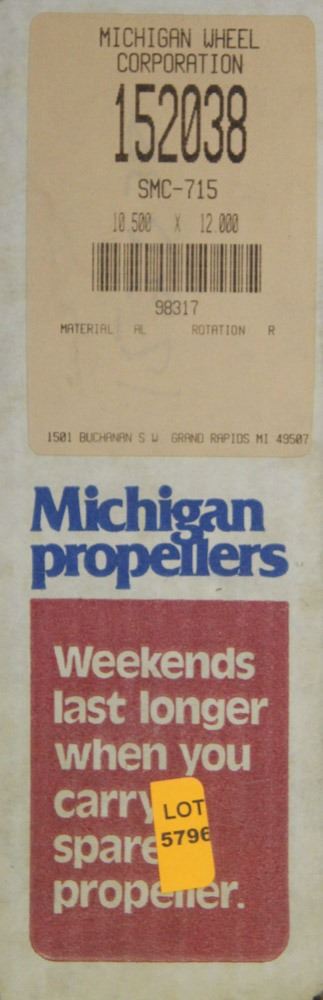 MICHIGAN WHEEL
CORPORATION
152038
SMC-715
10.500 X 12.000
98317
MATERIAL AL ROTATION R
1501 BUCHANAN S W GRAND RAPIDS MI 49507
Michigan
propellers
Weekends
last longer
when you
carry
spare
propeller.
LOT
5796